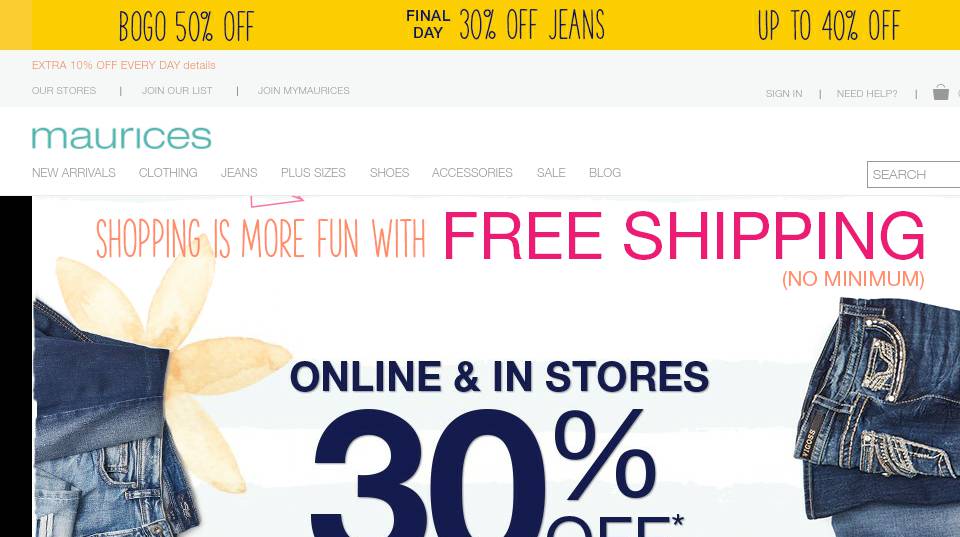 BOGO 50% OFF
FINAL DAY 30% OFF JEANS
UP TO 40% OFF
EXTRA 10% OFF EVERY DAY details
OUR STORES | JOIN OUR LIST | JOIN MYMAURICES
SIGN IN | NEED HELP? |
maurices
NEW ARRIVALS CLOTHING JEANS PLUS SIZES SHOES ACCESSORIES SALE BLOG
SEARCH
SHOPPING IS MORE FUN WITH FREE SHIPPING
(NO MINIMUM)
ONLINE & IN STORES
30%
OFF*
VIGOSS